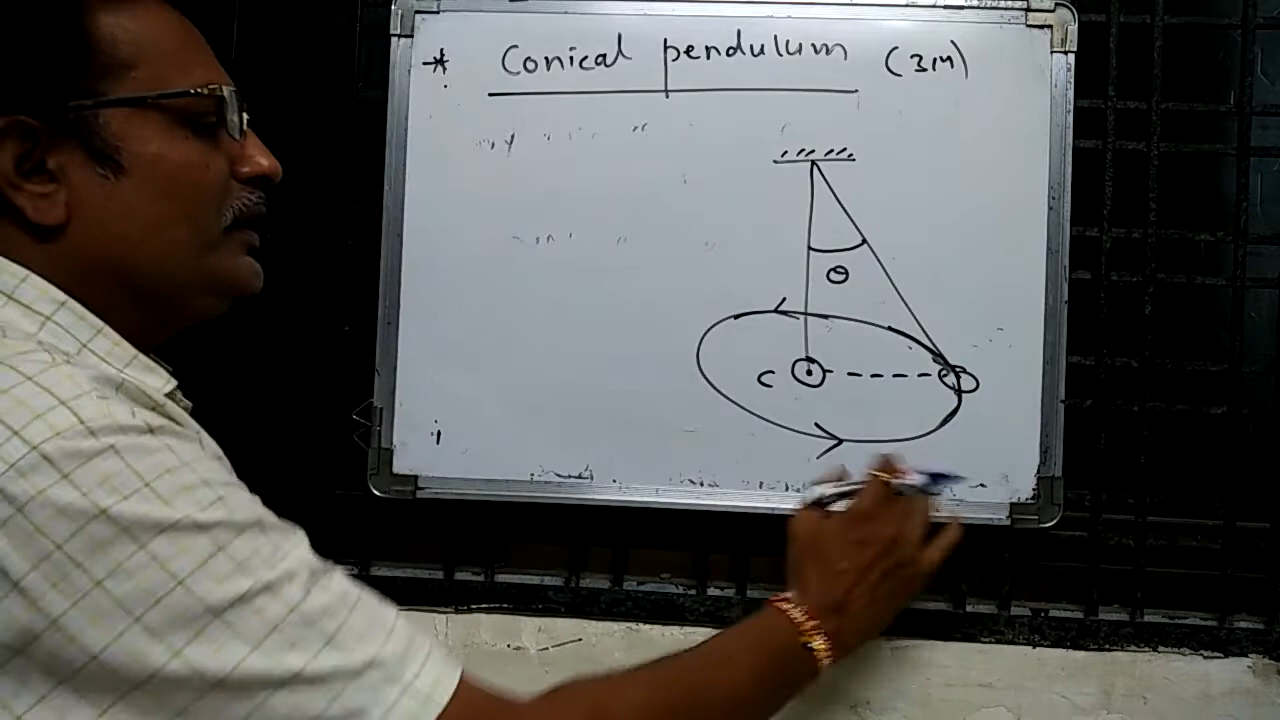 * Conical pendulum (3M)
θ
C